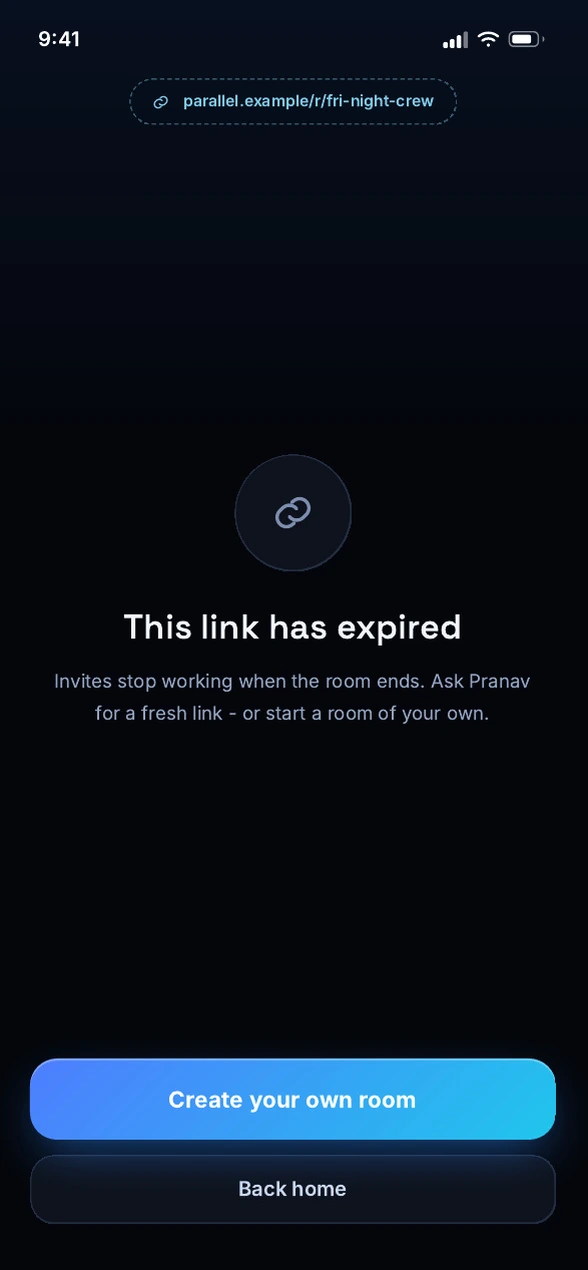 9:41
parallel.example/r/fri-night-crew
This link has expired
Invites stop working when the room ends. Ask Pranav
for a fresh link - or start a room of your own.
Create your own room
Back home